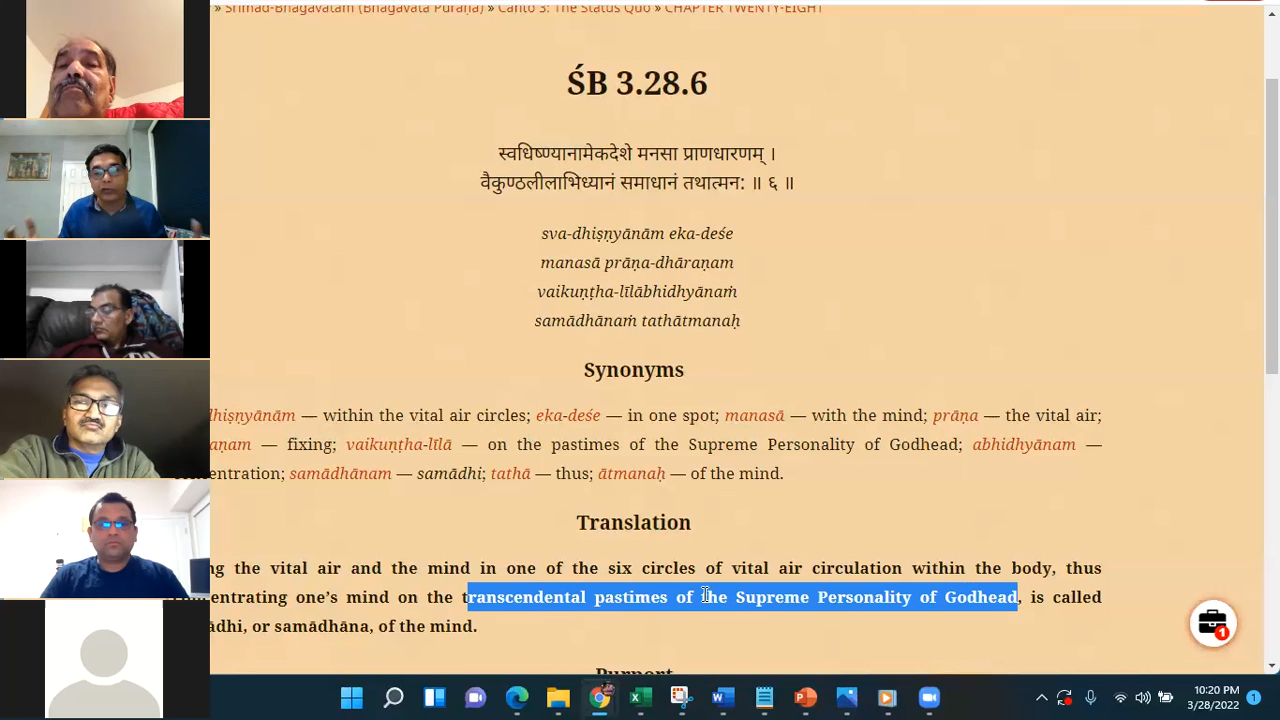 » Śrīmad-Bhāgavatam (Bhāgavata Purāṇa) » Canto 3: The Status Quo » CHAPTER TWENTY-EIGHT
ŚB 3.28.6
स्वधिष्ण्यानामेकदेशे मनसा प्राणधारणम् ।
वैकुण्ठलीलाभिध्यानं समाधानं तथात्मन: ॥ ६ ॥
sva-dhiṣṇyānām eka-deśe
manasā prāṇa-dhāraṇam
vaikuṇṭha-līlābhidhyānaṁ
samādhānaṁ tathātmanaḥ
Synonyms
dhiṣṇyānām — within the vital air circles; eka-deśe — in one spot; manasā — with the mind; prāṇa — the vital air;
aṇam — fixing; vaikuṇṭha-līlā — on the pastimes of the Supreme Personality of Godhead; abhidhyānam —
entration; samādhānam — samādhi; tathā — thus; ātmanaḥ — of the mind.
Translation
ng the vital air and the mind in one of the six circles of vital air circulation within the body, thus
entrating one's mind on the transcendental pastimes of the Supreme Personality of Godhead, is called
ādhi, or samādhāna, of the mind.
Purport
1
10:20 PM
3/28/2022
1